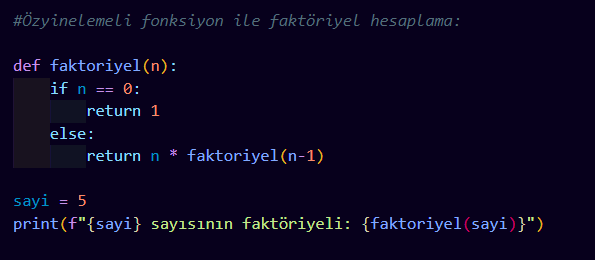 #Özyinelemeli fonksiyon ile faktöriyel hesaplama:
def faktoriyel(n):
    if n == 0:
        return 1
    else:
        return n * faktoriyel(n-1)
sayi = 5
print(f"{sayi} sayısının faktöriyeli: {faktoriyel(sayi)}")